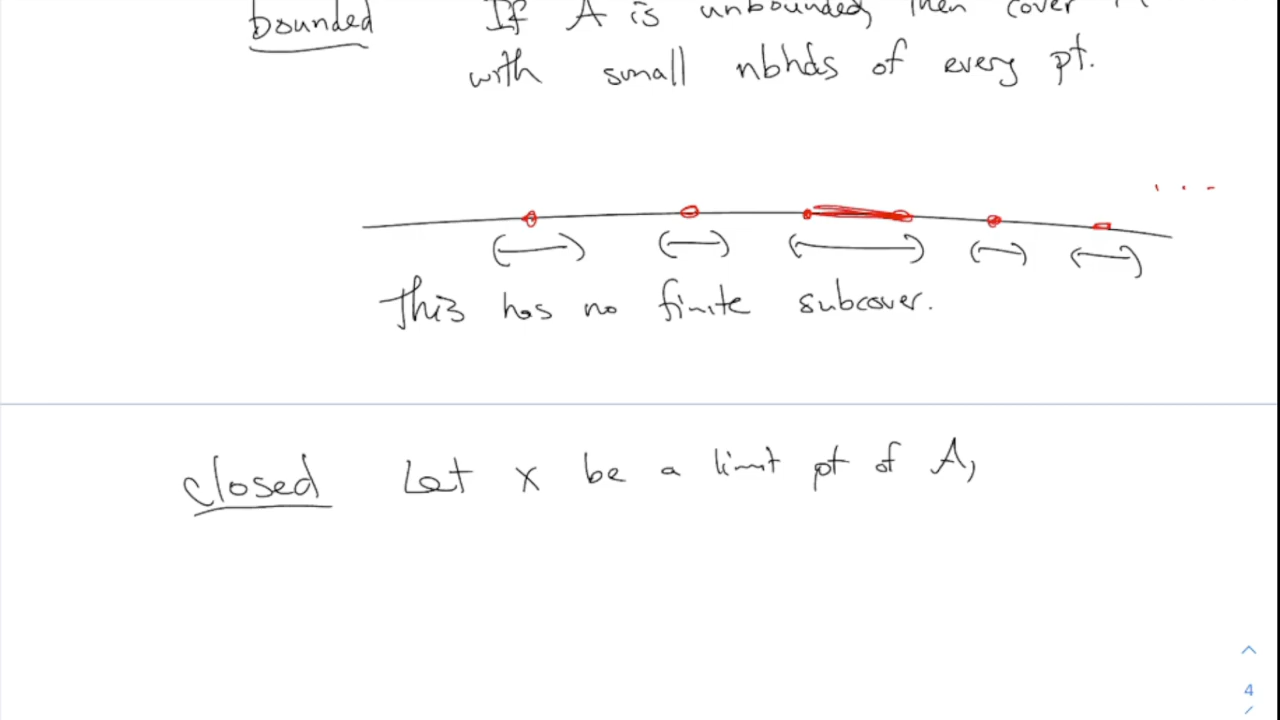 bounded If A is unbounded, then cover A
with small nbhds of every pt.
. . .
This has no finite subcover.
closed Let x be a limit pt of A,
4